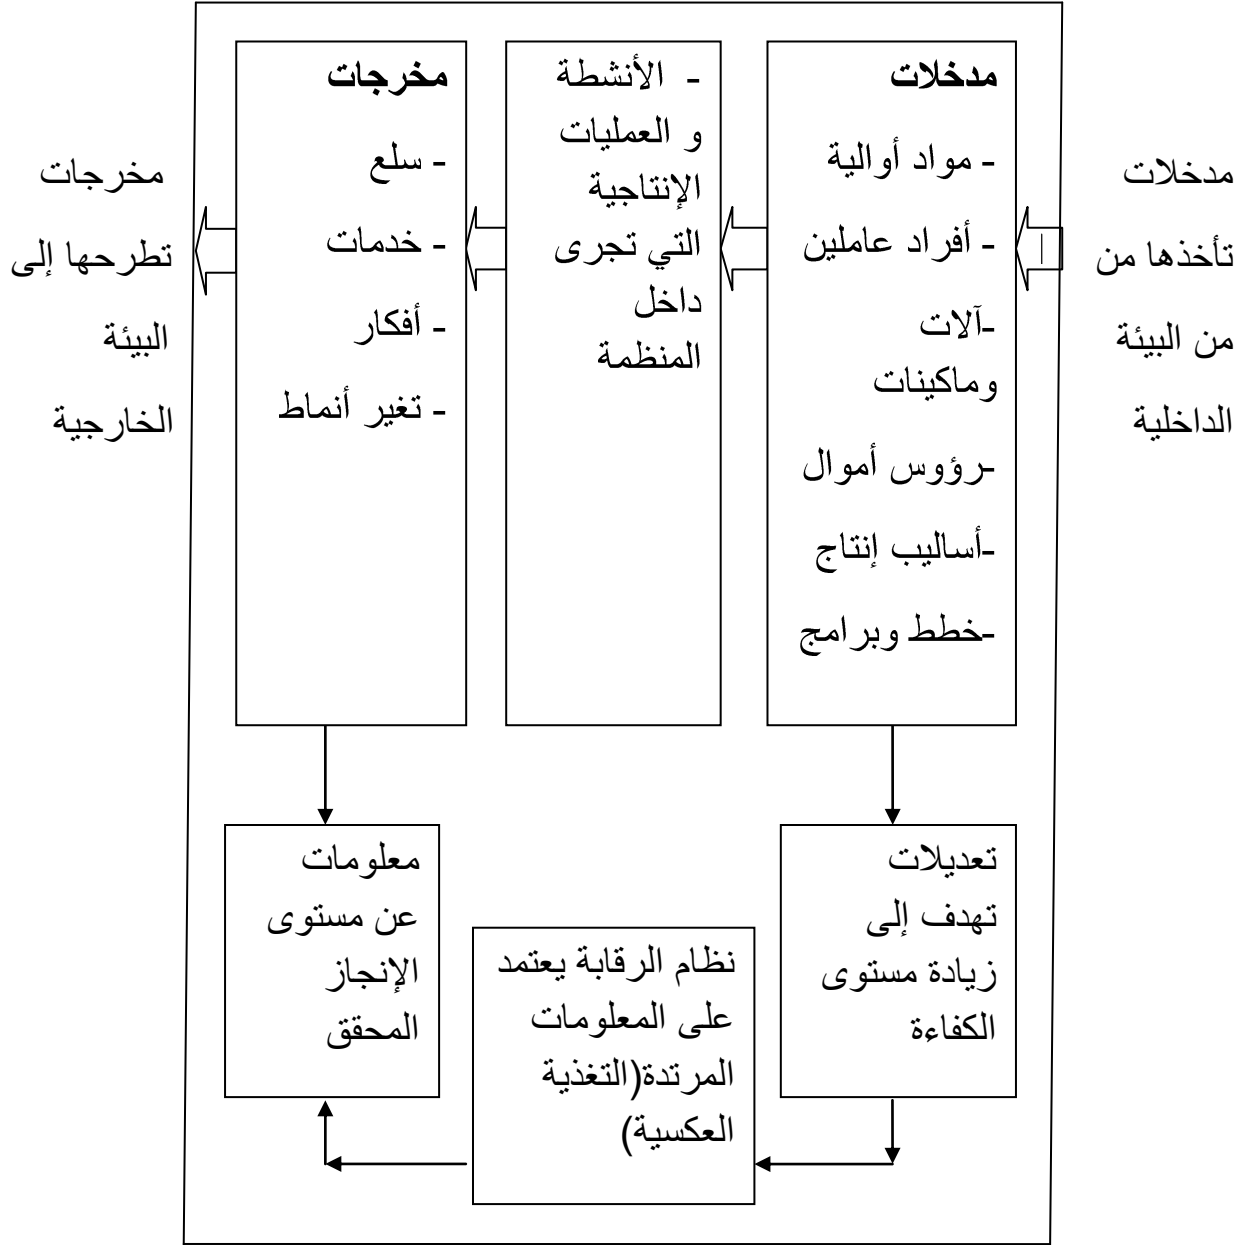 مدخلات
تأخذها من
من البيئة
الداخلية
مدخلات
- مواد أوالية
- أفراد عاملين
-آلات
وماكينات
-رؤوس أموال
-أساليب إنتاج
-خطط وبرامج
- الأنشطة
و العمليات
الإنتاجية
التي تجرى
داخل
المنظمة
مخرجات
- سلع
- خدمات
- أفكار
- تغير أنماط
مخرجات
تطرحها إلى
البيئة
الخارجية
تعديلات
تهدف إلى
زيادة مستوى
الكفاءة
نظام الرقابة يعتمد
على المعلومات
المرتدة(التغذية
العكسية)
معلومات
عن مستوى
الإنجاز
المحقق